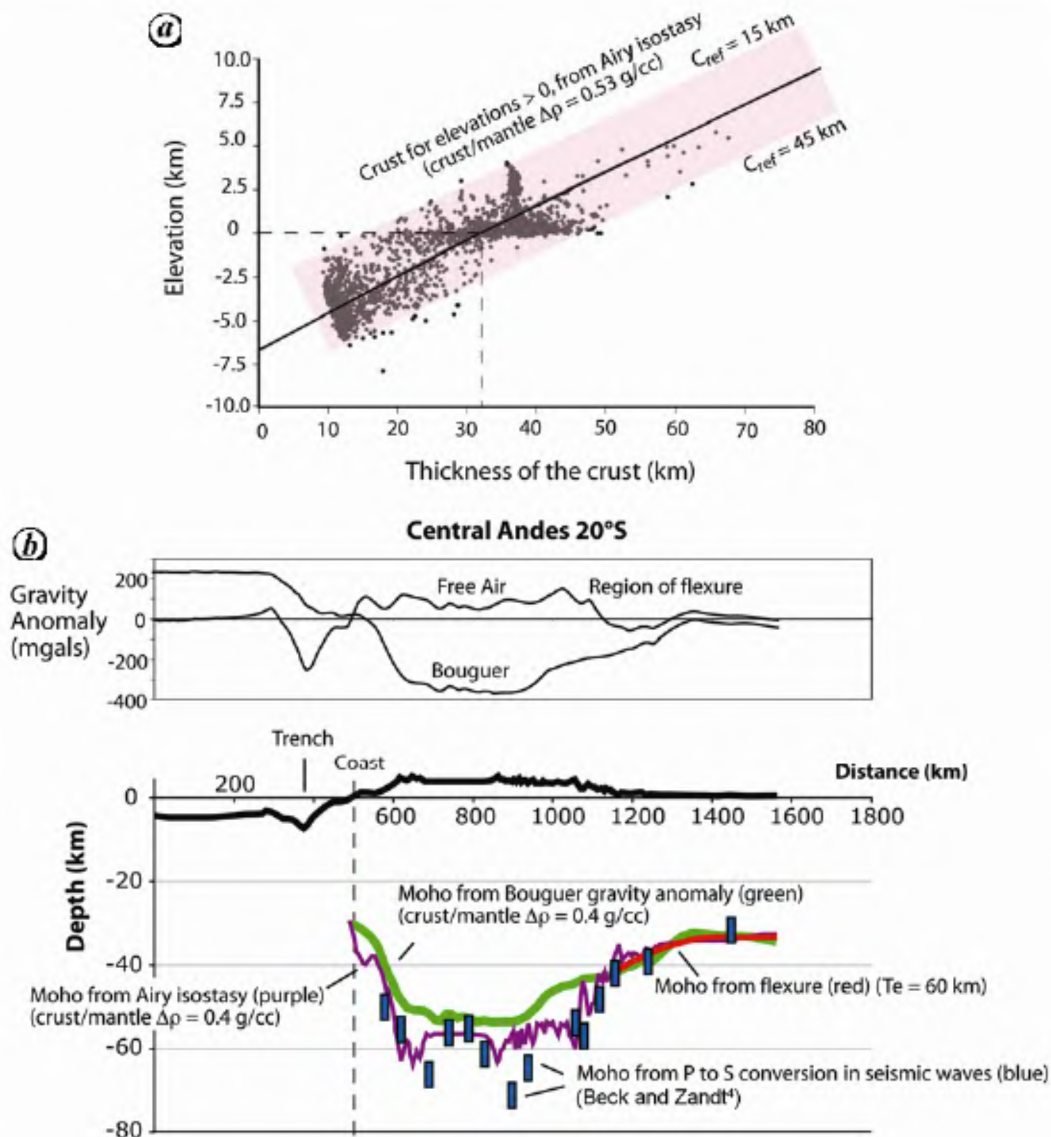 a
Crust for elevations > 0, from Airy isostasy
(crust/mantle Δρ = 0.53 g/cc)
C_ref = 15 km
C_ref = 45 km
Elevation (km)
10.0
7.5
5.0
2.5
0
-2.5
-5.0
-7.5
-10.0
0 10 20 30 40 50 60 70 80
Thickness of the crust (km)
b
Central Andes 20°S
Gravity
Anomaly
(mgals)
200
0
-200
-400
Free Air
Region of flexure
Bouguer
Trench
Coast
Distance (km)
200 600 800 1000 1200 1400 1600 1800
Depth (km)
0
-20
-40
-60
-80
Moho from Bouguer gravity anomaly (green)
(crust/mantle Δρ = 0.4 g/cc)
Moho from Airy isostasy (purple)
(crust/mantle Δρ = 0.4 g/cc)
Moho from flexure (red) (Te = 60 km)
Moho from P to S conversion in seismic waves (blue)
(Beck and Zandt⁴)